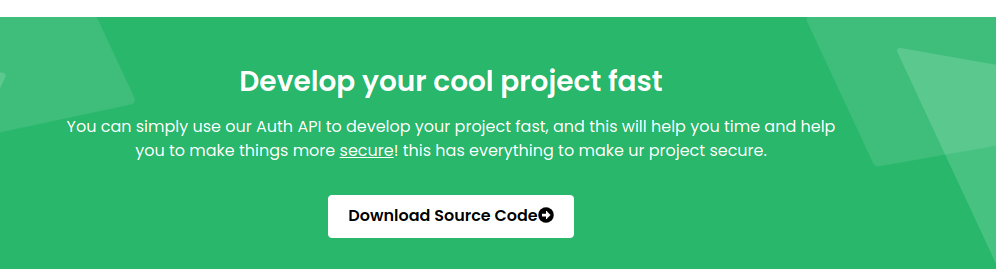 Develop your cool project fast
You can simply use our Auth API to develop your project fast, and this will help you time and help
you to make things more secure! this has everything to make ur project secure.
Download Source Code